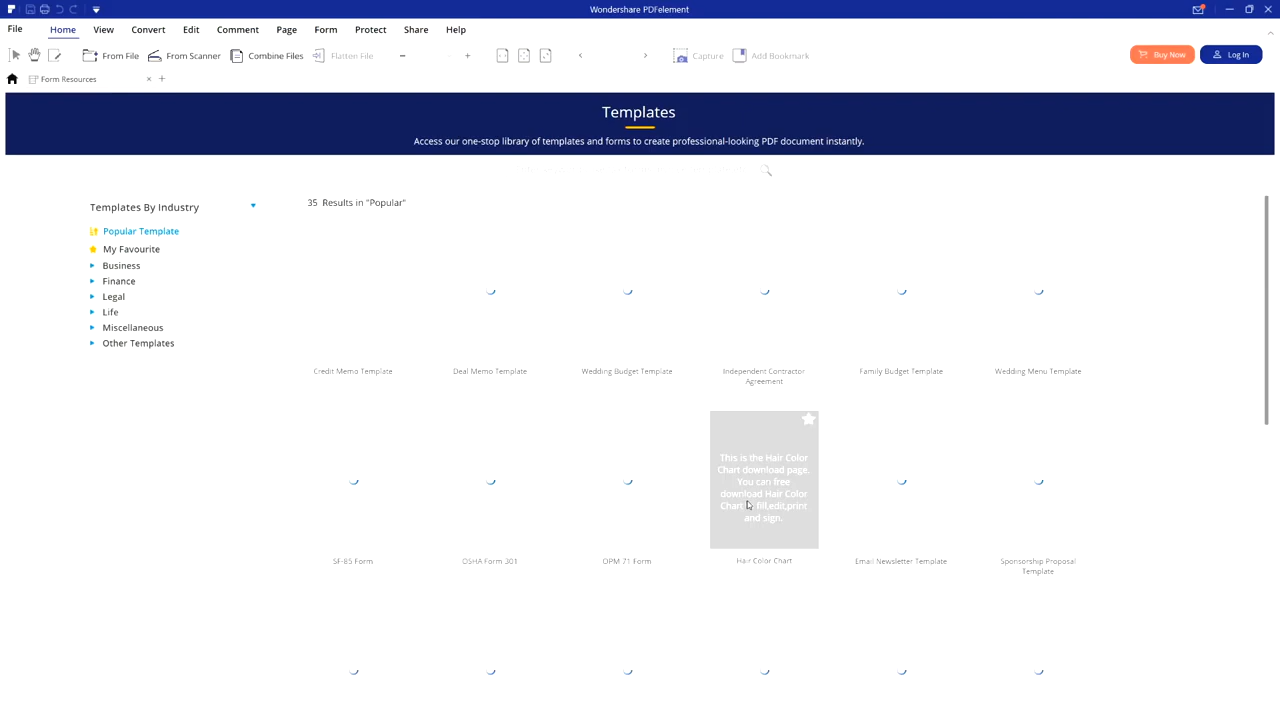 Wondershare PDFelement
File Home View Convert Edit Comment Page Form Protect Share Help
From File From Scanner Combine Files Flatten File Capture Add Bookmark Buy Now Log In
Form Resources
Templates
Access our one-stop library of templates and forms to create professional-looking PDF document instantly.
Templates By Industry
35 Results in "Popular"
Popular Template
My Favourite
Business
Finance
Legal
Life
Miscellaneous
Other Templates
Credit Memo Template
Deal Memo Template
Wedding Budget Template
Independent Contractor
Agreement
Family Budget Template
Wedding Menu Template
This is the Hair Color
Chart download page.
You can free
download Hair Color
Chart fill,edit,print
and sign.
SF-85 Form
OSHA Form 301
OPM 71 Form
Hair Color Chart
Email Newsletter Template
Sponsorship Proposal
Template